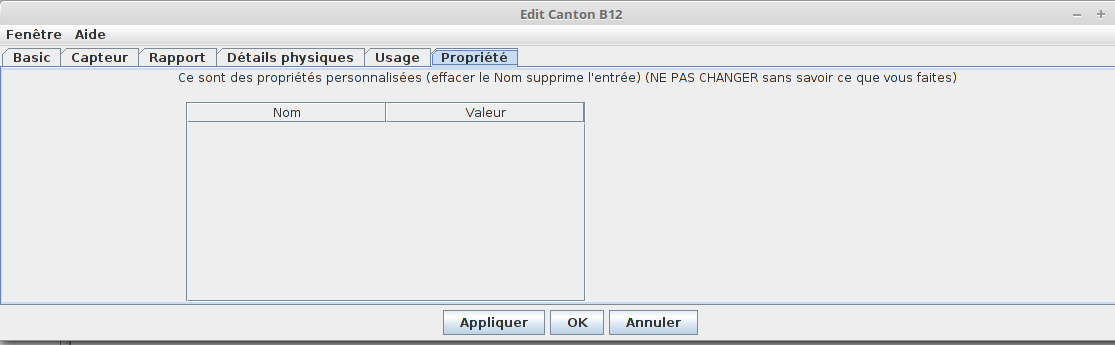 Edit Canton B12
Fenêtre Aide
Basic Capteur Rapport Détails physiques Usage Propriété
Ce sont des propriétés personnalisées (effacer le Nom supprime l'entrée) (NE PAS CHANGER sans savoir ce que vous faites)
Nom Valeur
Appliquer OK Annuler